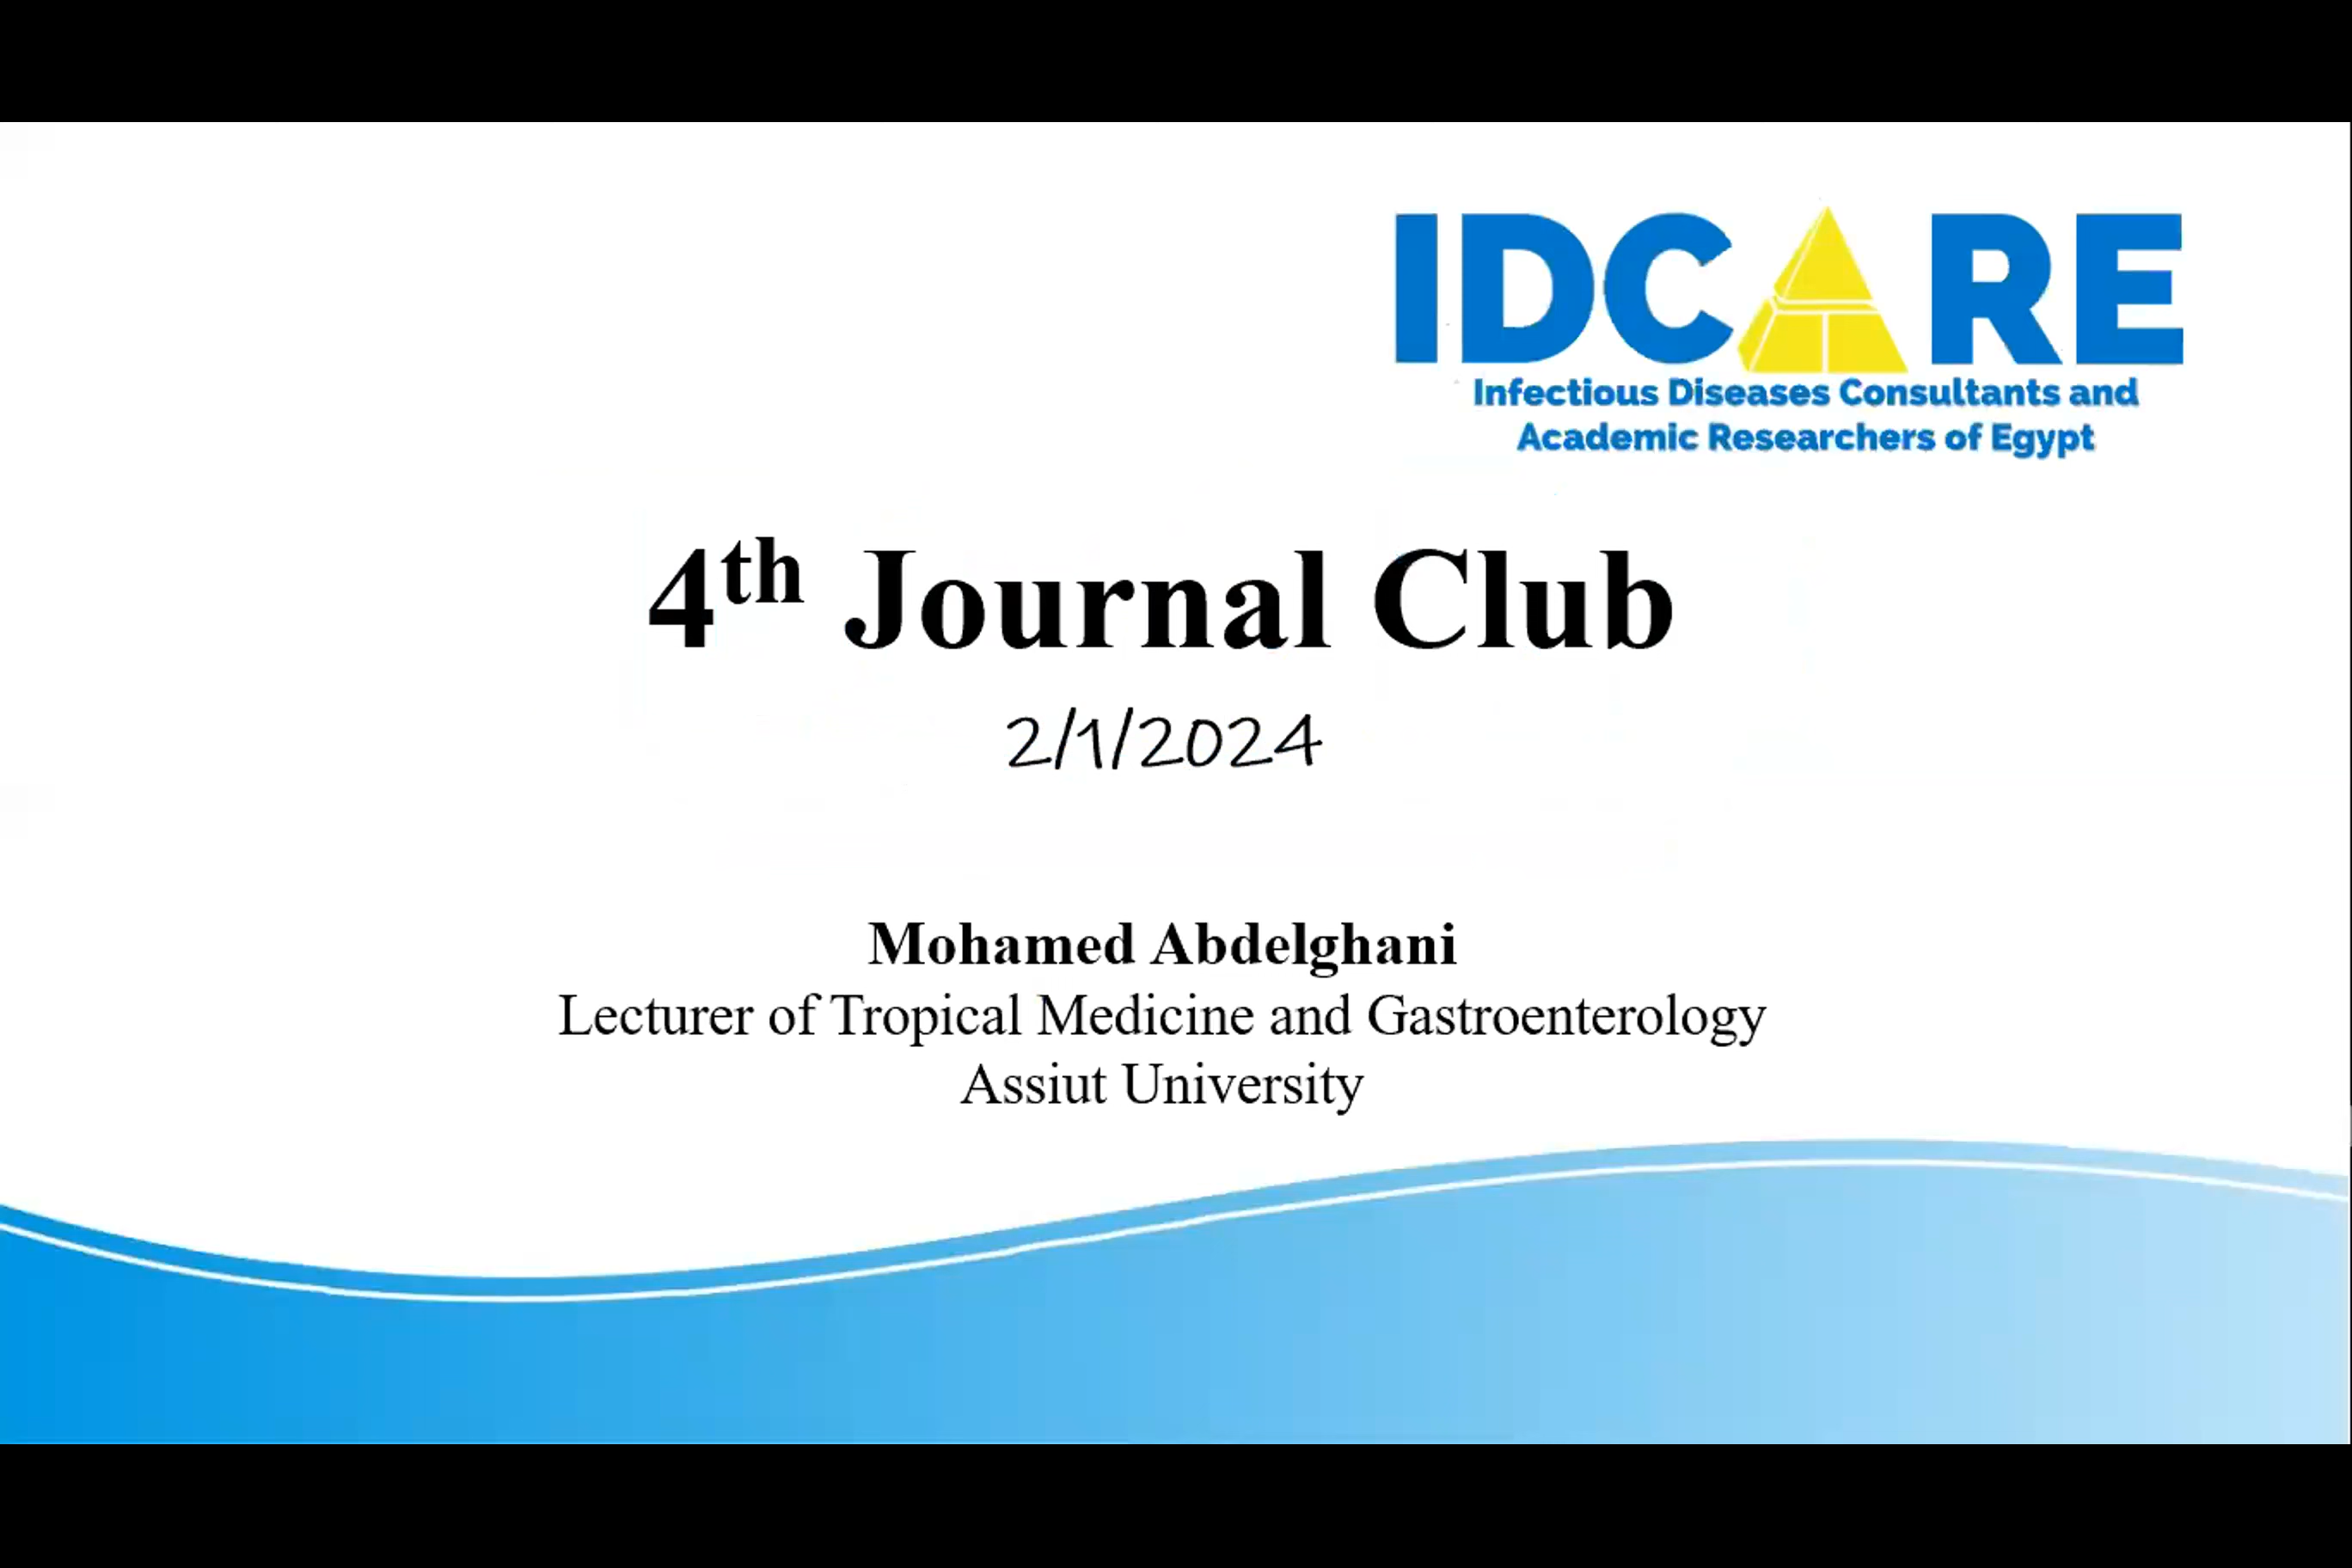 IDCARE
Infectious Diseases Consultants and
Academic Researchers of Egypt
4th Journal Club
2/1/2024
Mohamed Abdelghani
Lecturer of Tropical Medicine and Gastroenterology
Assiut University